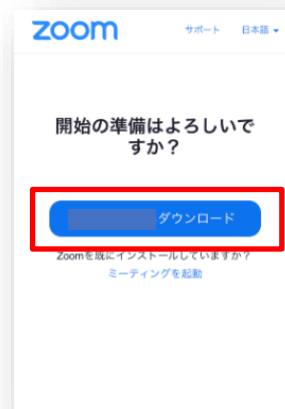 zoom サポート 日本語
開始の準備はよろしいで
すか？
ダウンロード
Zoomを既にインストールしていますか？
ミーティングを起動